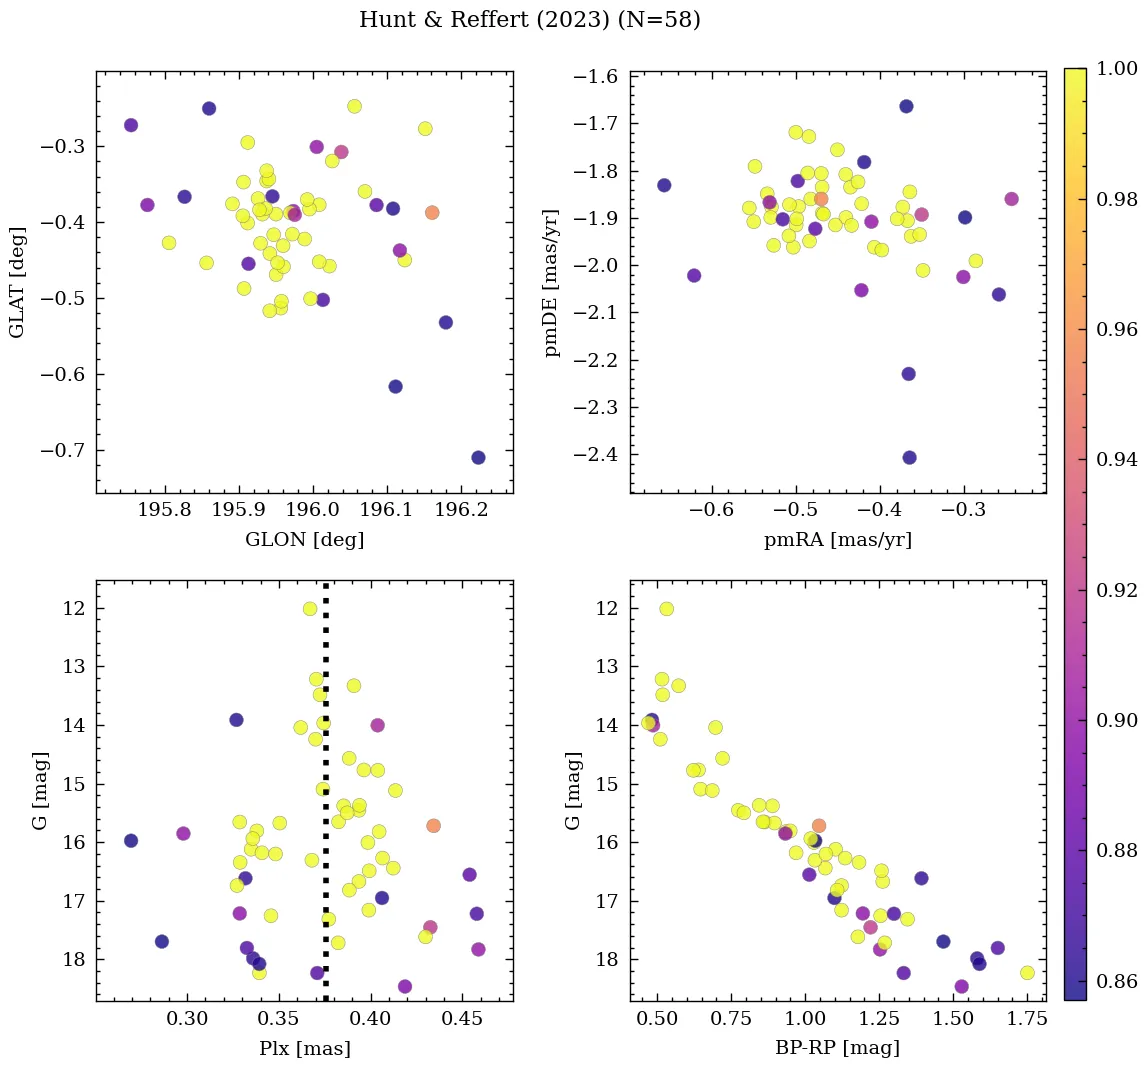 Hunt & Reffert (2023) (N=58)
−0.3
−0.4
−0.5
−0.6
−0.7
GLAT [deg]
195.8 195.9 196.0 196.1 196.2
GLON [deg]
−1.6
−1.7
−1.8
−1.9
−2.0
−2.1
−2.2
−2.3
−2.4
pmDE [mas/yr]
−0.6 −0.5 −0.4 −0.3
pmRA [mas/yr]
12
13
14
15
16
17
18
G [mag]
0.30 0.35 0.40 0.45
Plx [mas]
12
13
14
15
16
17
18
G [mag]
0.50 0.75 1.00 1.25 1.50 1.75
BP-RP [mag]
1.00
0.98
0.96
0.94
0.92
0.90
0.88
0.86